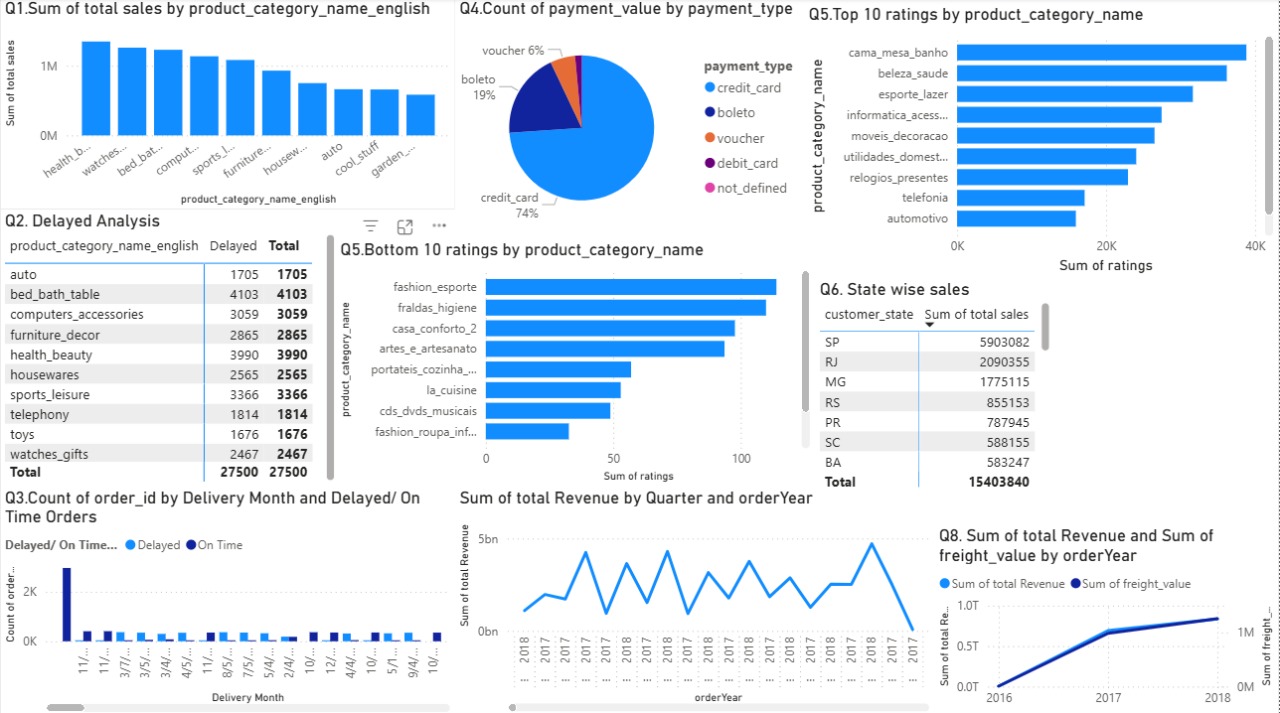 Q1.Sum of total sales by product_category_name_english
Sum of total sales
1M
0M
health_b...
watches...
bed_bat...
comput...
sports_l...
furniture...
housew...
auto
cool_stuff
garden_...
product_category_name_english
Q4.Count of payment_value by payment_type
voucher 6%
boleto
19%
credit_card
74%
payment_type
credit_card
boleto
voucher
debit_card
not_defined
Q5.Top 10 ratings by product_category_name
product_category_name
cama_mesa_banho
beleza_saude
esporte_lazer
informatica_acess...
moveis_decoracao
utilidades_domest...
relogios_presentes
telefonia
automotivo
0K 20K 40K
Sum of ratings
Q2. Delayed Analysis
product_category_name_english Delayed Total
auto 1705 1705
bed_bath_table 4103 4103
computers_accessories 3059 3059
furniture_decor 2865 2865
health_beauty 3990 3990
housewares 2565 2565
sports_leisure 3366 3366
telephony 1814 1814
toys 1676 1676
watches_gifts 2467 2467
Total 27500 27500
Q5.Bottom 10 ratings by product_category_name
product_category_name
fashion_esporte
fraldas_higiene
casa_conforto_2
artes_e_artesanato
portateis_cozinha_...
la_cuisine
cds_dvds_musicais
fashion_roupa_inf...
0 50 100
Sum of ratings
Q6. State wise sales
customer_state Sum of total sales
SP 5903082
RJ 2090355
MG 1775115
RS 855153
PR 787945
SC 588155
BA 583247
Total 15403840
Q3.Count of order_id by Delivery Month and Delayed/ On
Time Orders
Delayed/ On Time... Delayed On Time
Count of order...
2K
0K
11/...
11/...
3/7/...
3/5/...
3/4/...
4/5/...
11/...
8/5/...
7/5/...
5/4/...
2/4/...
10/...
12/...
4/4/...
10/...
5/1...
9/4/...
10/...
Delivery Month
Sum of total Revenue by Quarter and orderYear
Sum of total Revenue
5bn
0bn
2018 ...
2017 ...
2017 ...
2018 ...
2017 ...
2018 ...
2017 ...
2018 ...
2017 ...
2018 ...
2017 ...
2018 ...
2017 ...
2018 ...
2017 ...
2017 ...
2017 ...
2018 ...
2018 ...
2017 ...
orderYear
Q8. Sum of total Revenue and Sum of
freight_value by orderYear
Sum of total Revenue Sum of freight_value
Sum of total Re...
1.0T
0.5T
0.0T
2016 2017 2018
1M
0M
Sum of freight_...